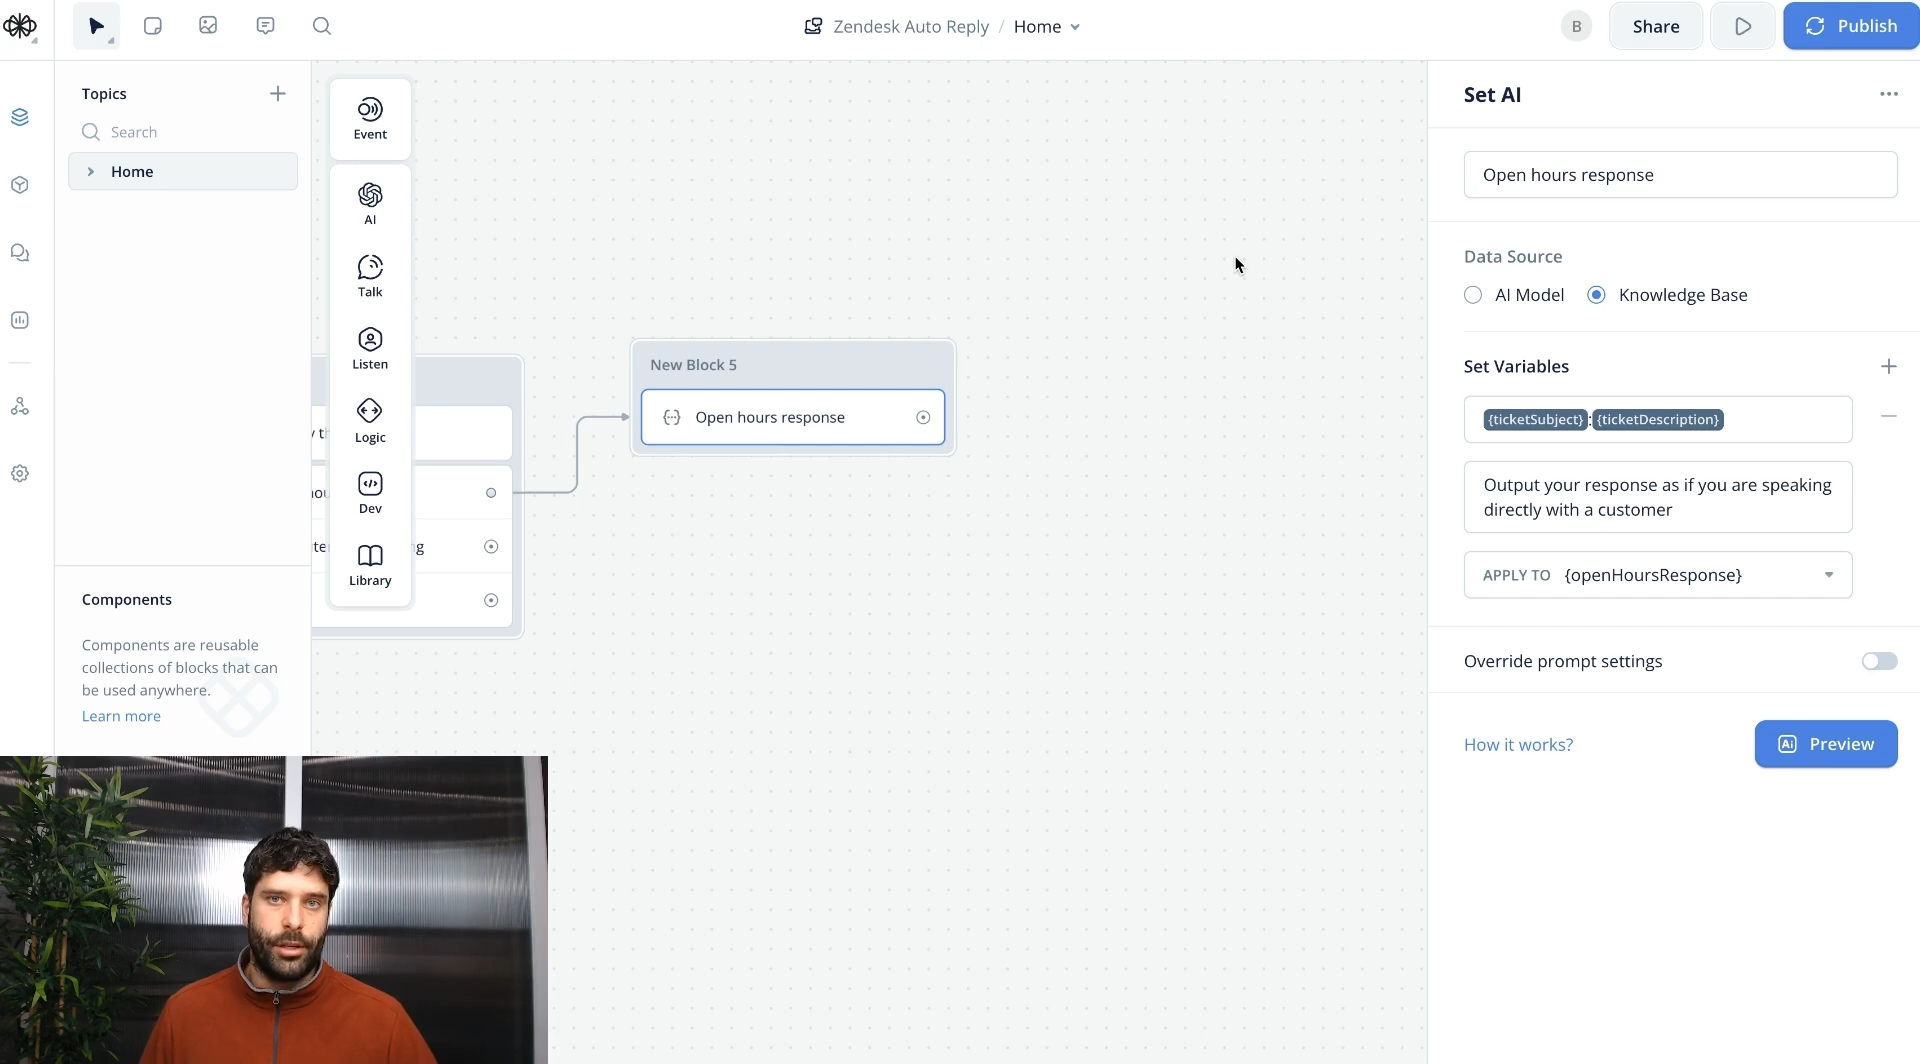 Zendesk Auto Reply / Home
B
Share
Publish
Topics
Search
Home
Components
Components are reusable
collections of blocks that can
be used anywhere.
Learn more
Event
AI
Talk
Listen
Logic
Dev
Library
New Block 5
Open hours response
Set AI
Open hours response
Data Source
AI Model
Knowledge Base
Set Variables
{ticketSubject}:{ticketDescription}
Output your response as if you are speaking
directly with a customer
APPLY TO {openHoursResponse}
Override prompt settings
How it works?
Ai Preview